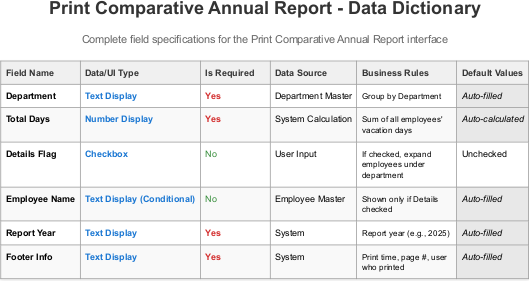 Print Comparative Annual Report - Data Dictionary
Complete field specifications for the Print Comparative Annual Report interface
Field Name Data/UI Type Is Required Data Source Business Rules Default Values
Department Text Display Yes Department Master Group by Department Auto-filled
Total Days Number Display Yes System Calculation Sum of all employees' Auto-calculated
vacation days
Details Flag Checkbox No User Input If checked, expand Unchecked
employees under
department
Employee Name Text Display (Conditional) No Employee Master Shown only if Details Auto-filled
checked
Report Year Text Display Yes System Report year (e.g., 2025) Auto-filled
Footer Info Text Display Yes System Print time, page #, user Auto-filled
who printed